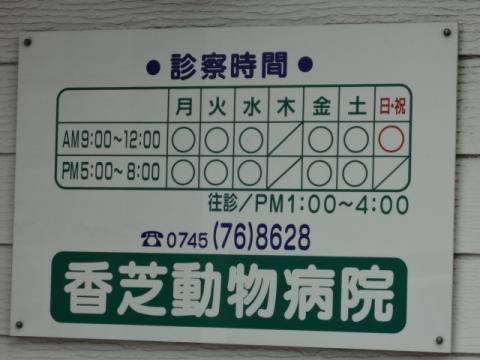 ●診察時間●
月 火 水 木 金 土 日・祝
AM9:00～12:00 ○ ○ ○ ／ ○ ○ ○
PM5:00～8:00 ○ ○ ○ ／ ○ ○ ／
往診／PM1:00～4:00
☎0745(76)8628
香芝動物病院